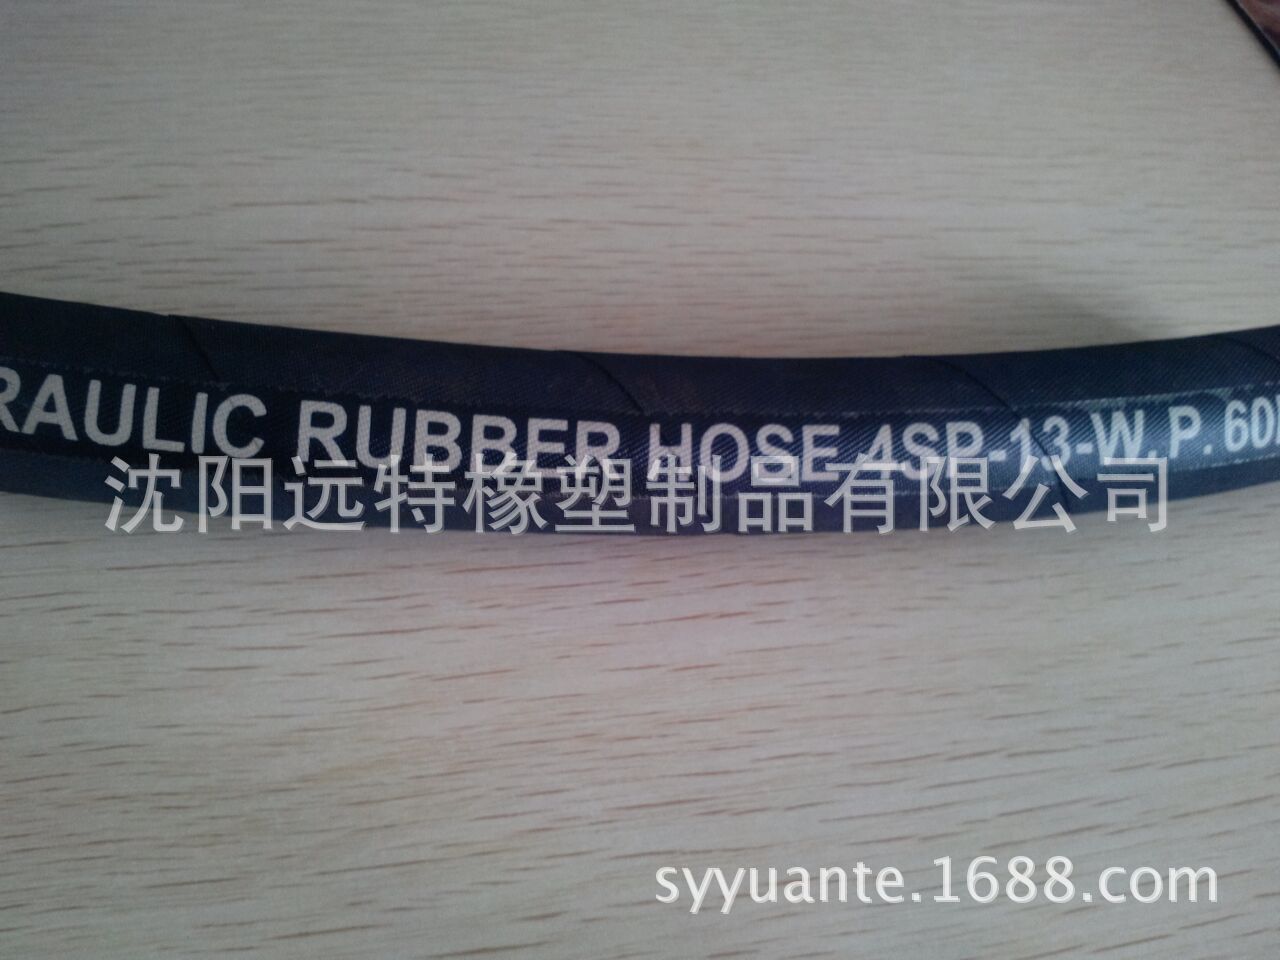 RAULIC RUBBER HOSE 4SP-13-W.P.60
沈阳远特橡塑制品有限公司
syyuante.1688.com